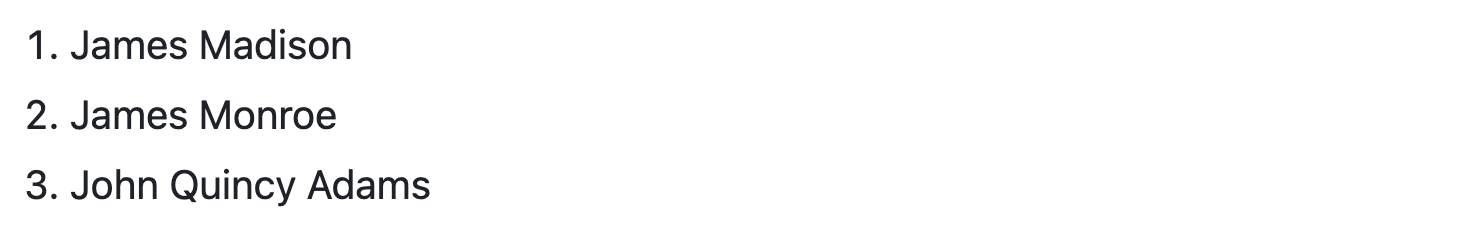 1. James Madison
2. James Monroe
3. John Quincy Adams